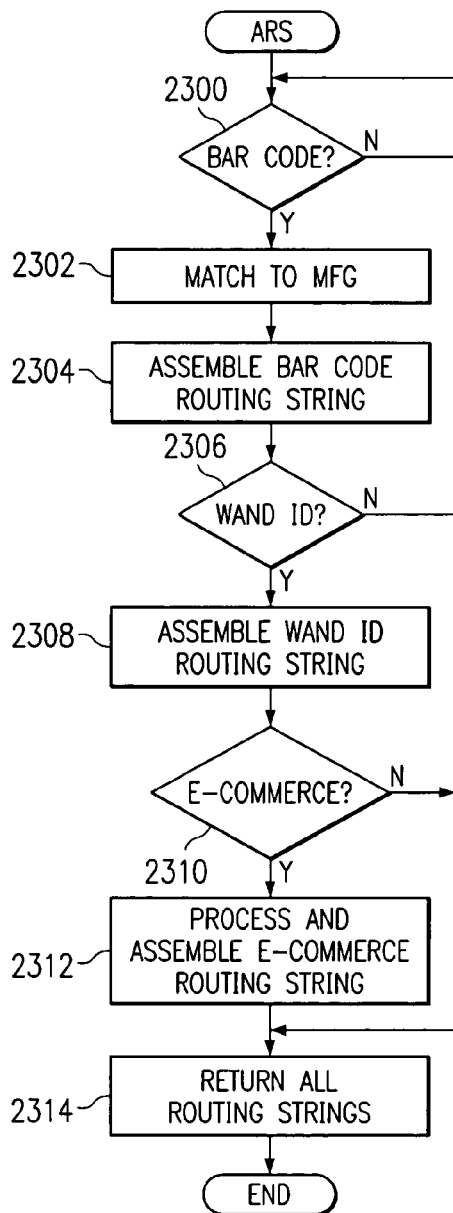 ARS
2300
BAR CODE?
N
Y
2302
MATCH TO MFG
2304
ASSEMBLE BAR CODE
ROUTING STRING
2306
WAND ID?
N
Y
2308
ASSEMBLE WAND ID
ROUTING STRING
E-COMMERCE?
N
2310
Y
2312
PROCESS AND
ASSEMBLE E-COMMERCE
ROUTING STRING
2314
RETURN ALL
ROUTING STRINGS
END